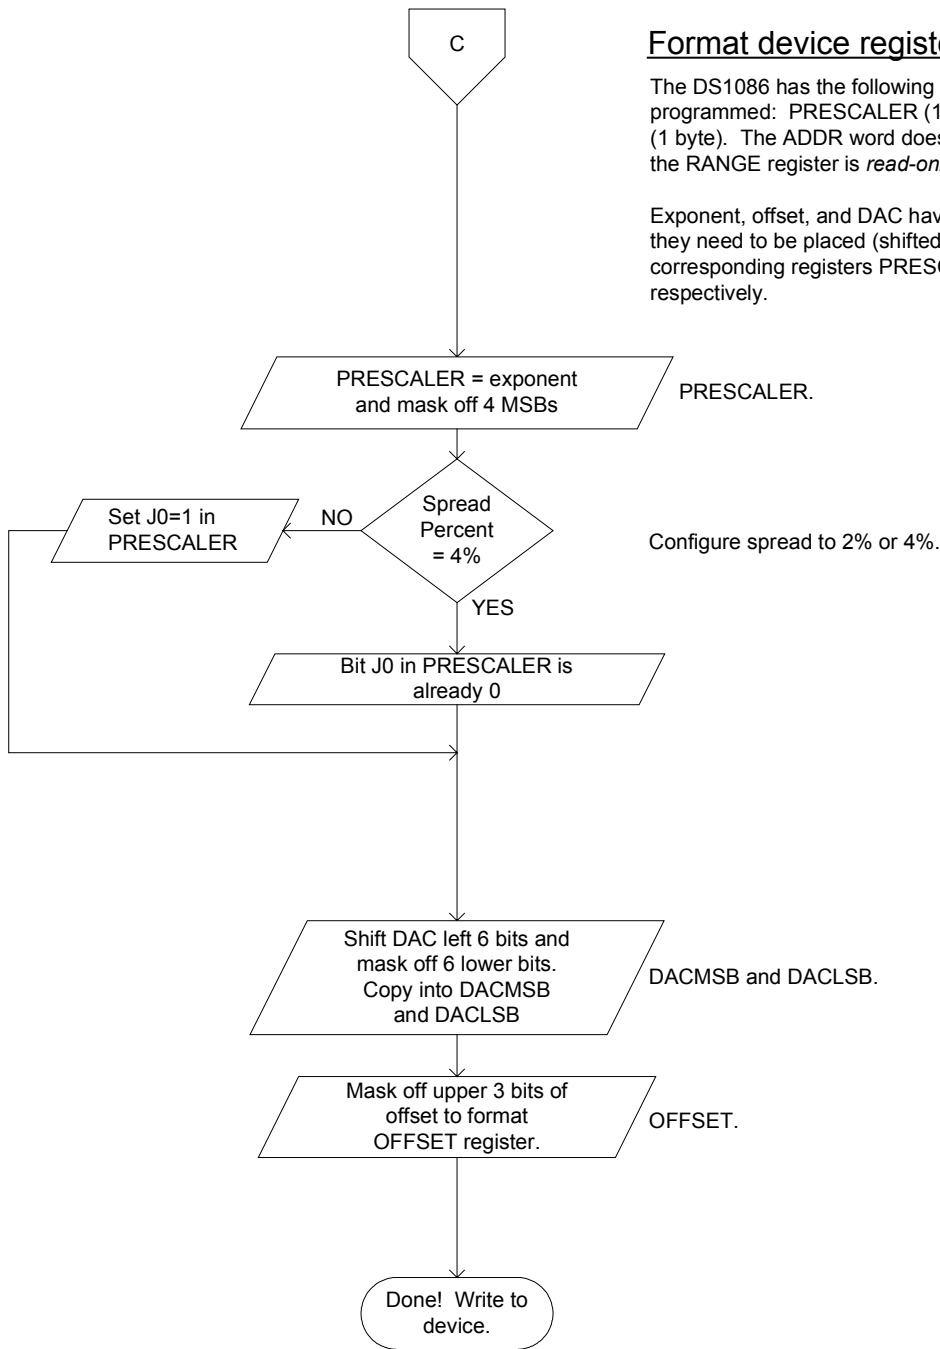 C
Format device registe
The DS1086 has the following
programmed: PRESCALER (1
(1 byte). The ADDR word does
the RANGE register is read-on
Exponent, offset, and DAC hav
they need to be placed (shifted
corresponding registers PRESC
respectively.
PRESCALER = exponent
and mask off 4 MSBs
PRESCALER.
Set J0=1 in
PRESCALER
NO
Spread
Percent
= 4%
Configure spread to 2% or 4%.
YES
Bit J0 in PRESCALER is
already 0
Shift DAC left 6 bits and
mask off 6 lower bits.
Copy into DACMSB
and DACLSB
DACMSB and DACLSB.
Mask off upper 3 bits of
offset to format
OFFSET register.
OFFSET.
Done! Write to
device.